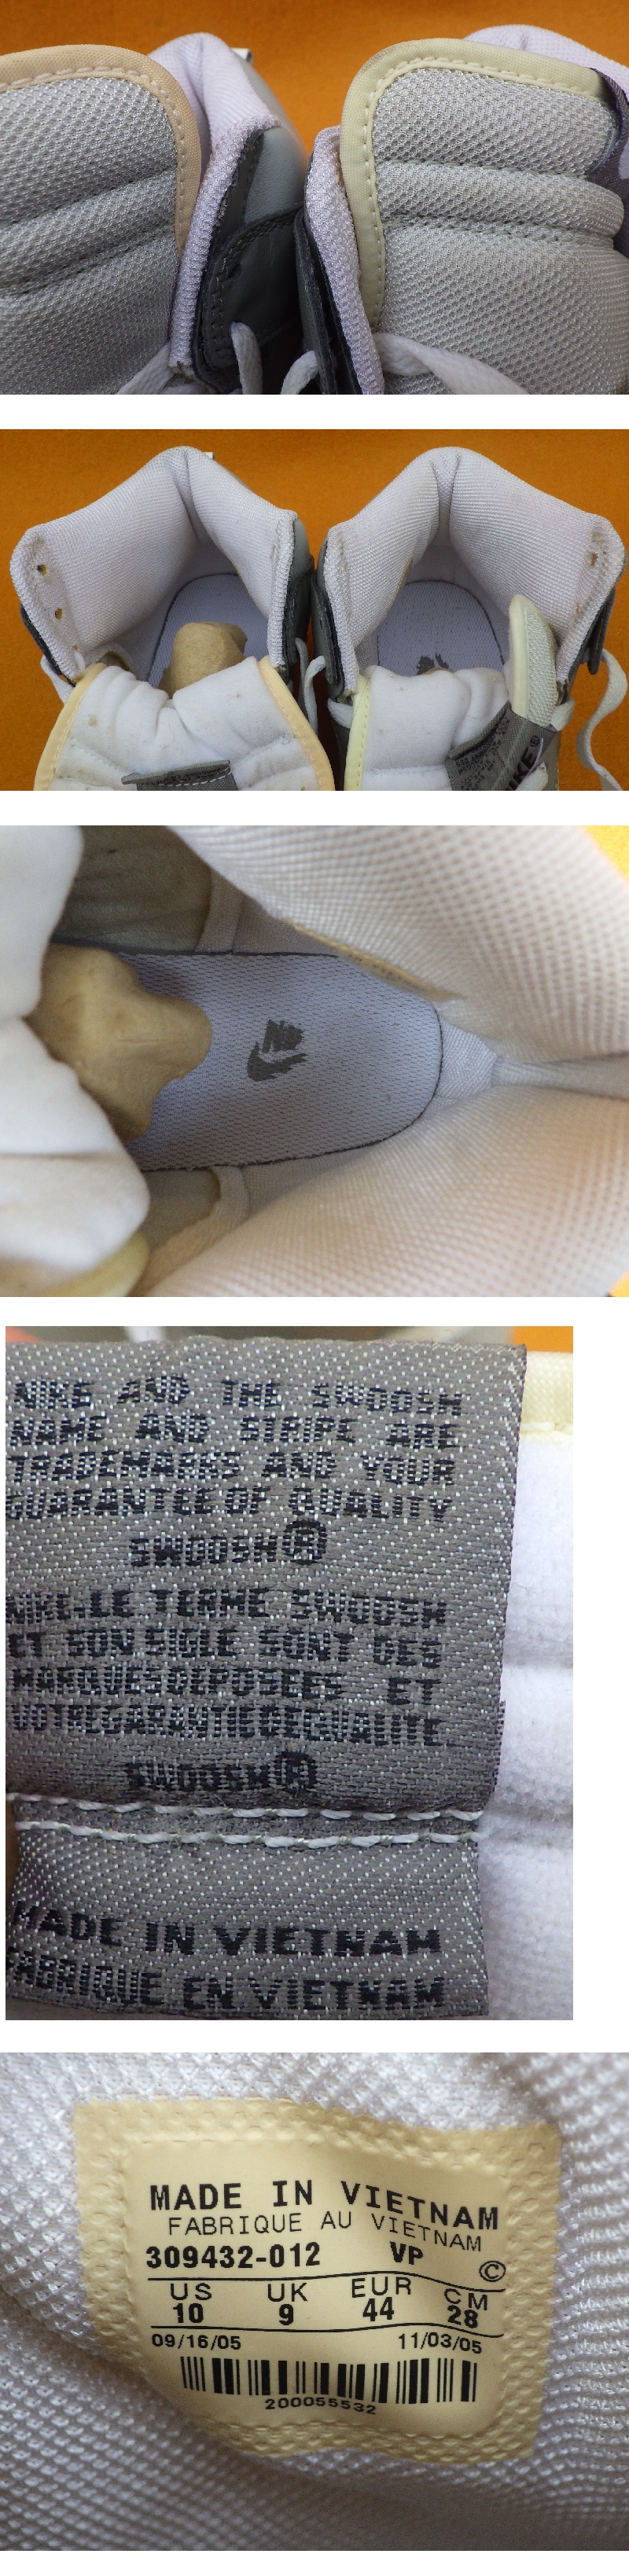 NIKE®
NIKE AND THE SWOOSH
NAME AND STRIPE ARE
TRADEMARKS AND YOUR
GUARANTEE OF QUALITY
SWOOSH®
NIKE·LE TERME SWOOSH
ET SON SIGLE SONT DES
MARQUES DEPOSEES ET
VOTRE GARANTIE DE QUALITE
SWOOSH®
MADE IN VIETNAM
FABRIQUE EN VIETNAM
MADE IN VIETNAM
FABRIQUE AU VIETNAM
309432-012 VP
©
US UK EUR CM
10 9 44 28
09/16/05 11/03/05
200055532